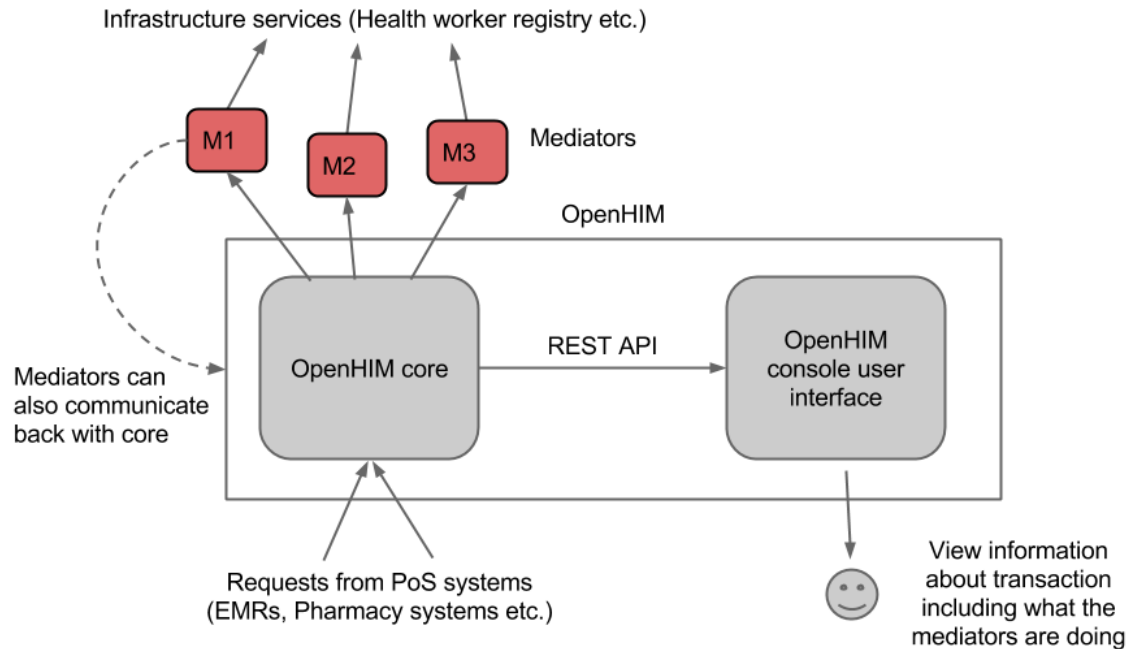 Infrastructure services (Health worker registry etc.)
M1
M2
M3
Mediators
OpenHIM
OpenHIM core
REST API
OpenHIM
console user
interface
Mediators can
also communicate
back with core
Requests from PoS systems
(EMRs, Pharmacy systems etc.)
View information
about transaction
including what the
mediators are doing